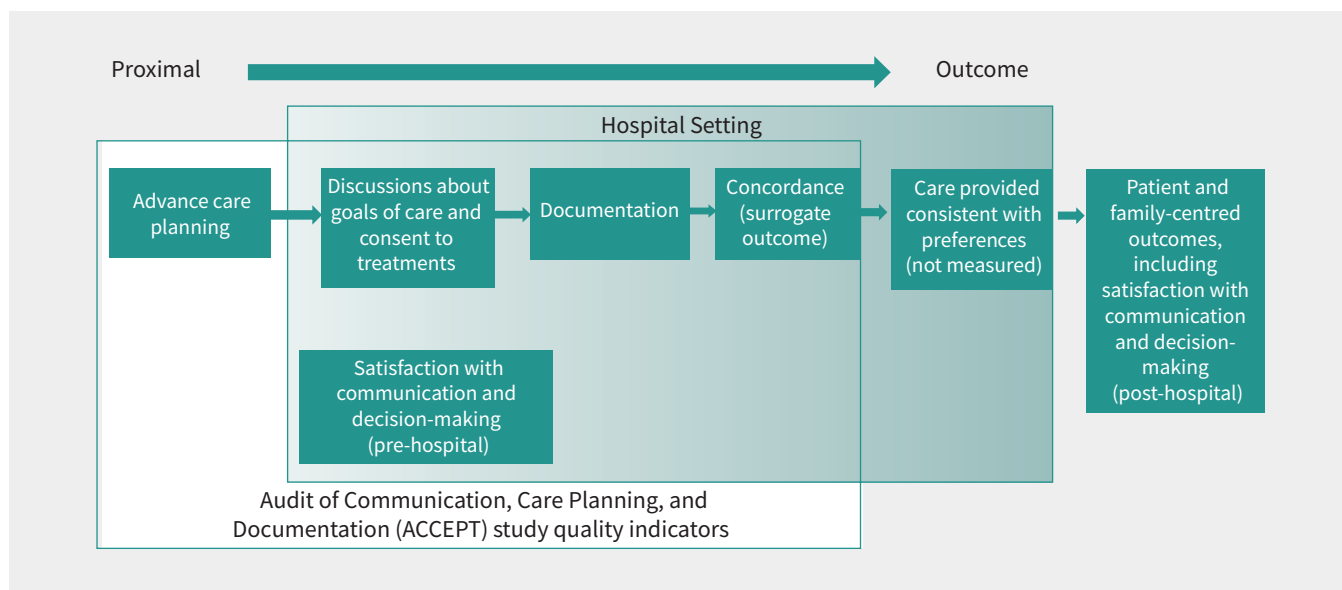 Proximal
Outcome
Hospital Setting
Advance care
planning
Discussions about
goals of care and
consent to
treatments
Documentation
Concordance
(surrogate
outcome)
Care provided
consistent with
preferences
(not measured)
Patient and
family-centred
outcomes,
including
satisfaction with
communication
and decision-
making
(post-hospital)
Satisfaction with
communication and
decision-making
(pre-hospital)
Audit of Communication, Care Planning, and
Documentation (ACCEPT) study quality indicators